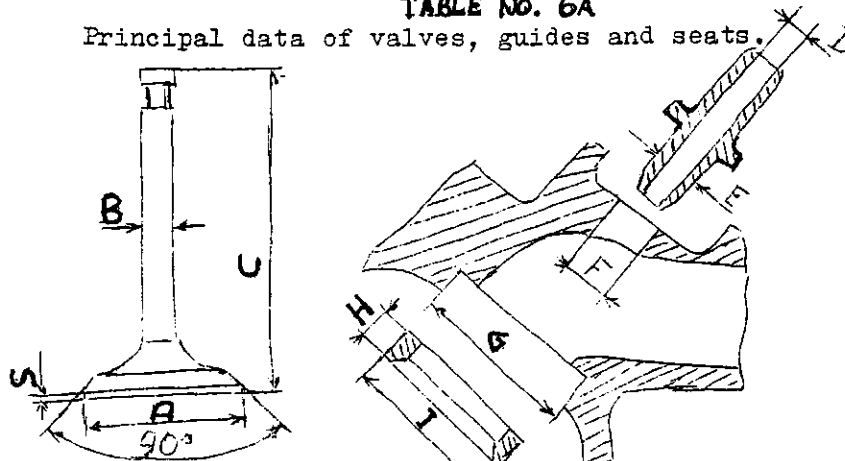 TABLE NO. 6A
Principal data of valves, guides and seats.
B
C
S
A
90°
E
F
H
G
I